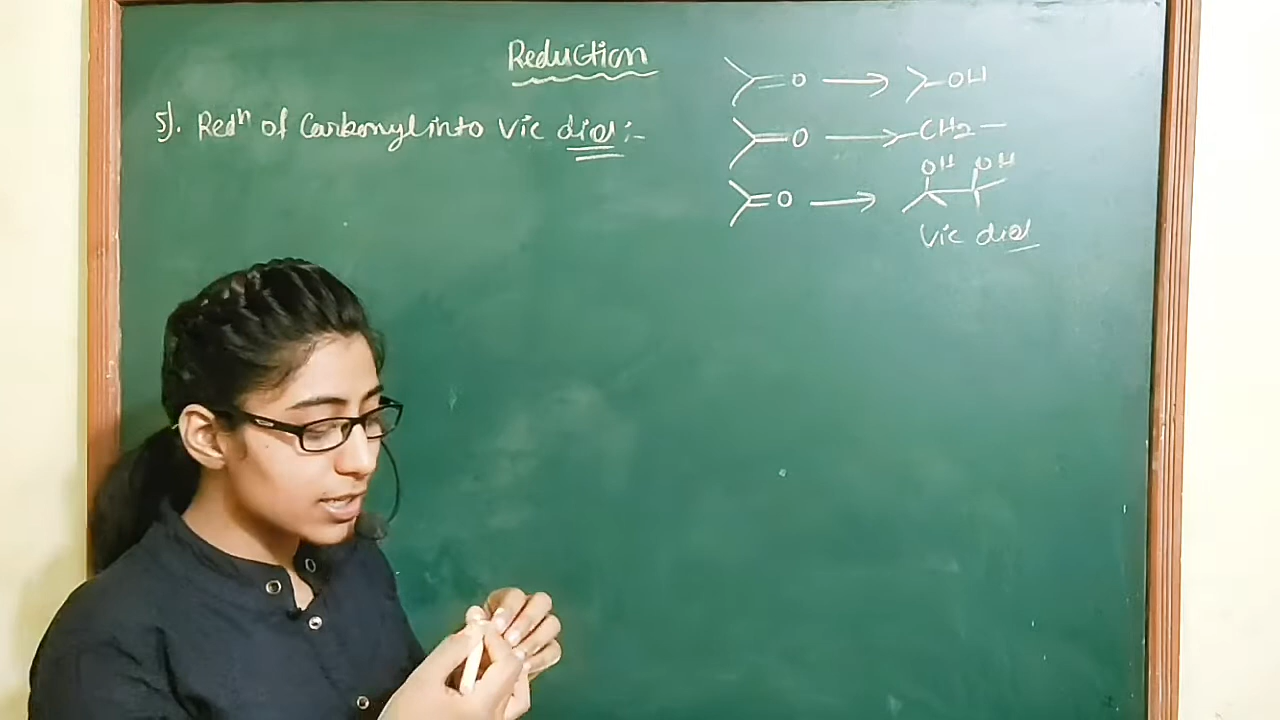 Reduction
5). Redⁿ of Carbonyl into Vic diol :-
=O → -OH
=O → CH2 -
OH OH
=O →
Vic diol